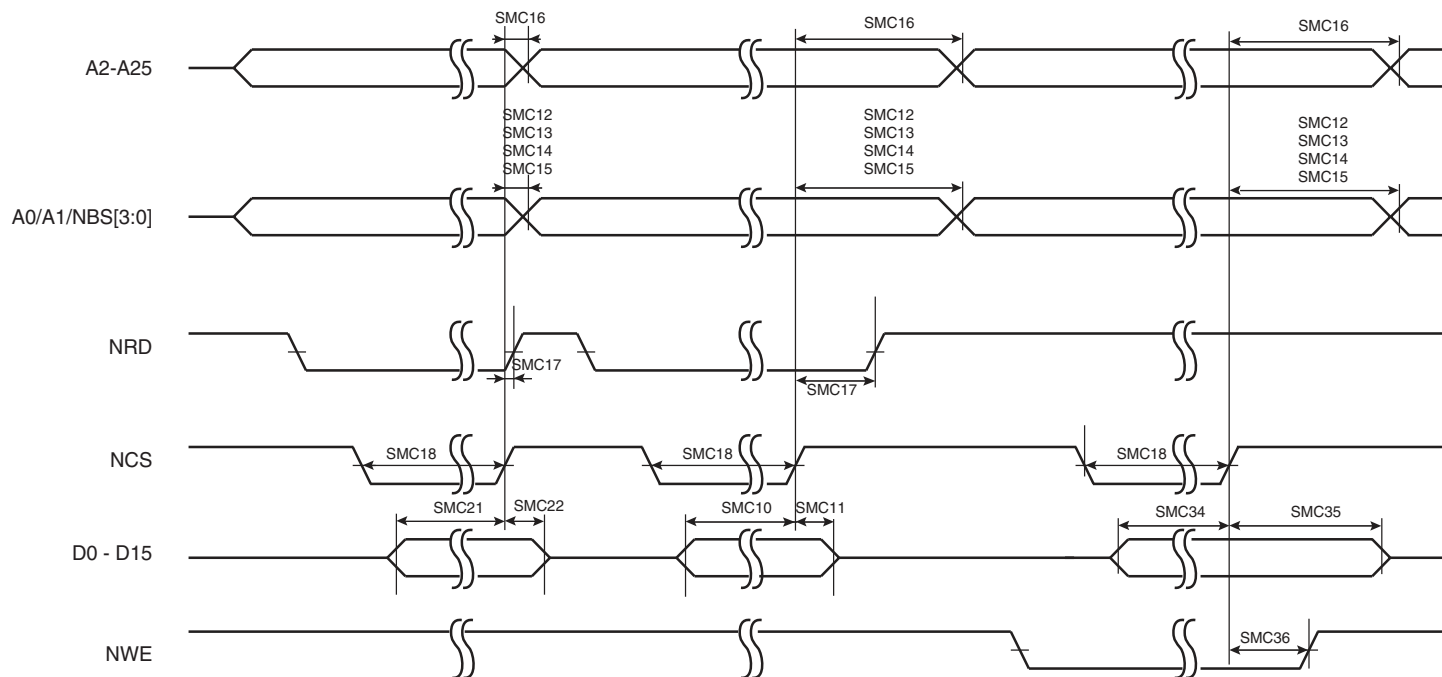 SMC16
SMC16
SMC16
A2-A25
SMC12
SMC13
SMC14
SMC15
SMC12
SMC13
SMC14
SMC15
SMC12
SMC13
SMC14
SMC15
A0/A1/NBS[3:0]
NRD
SMC17
SMC17
NCS
SMC18
SMC18
SMC18
SMC21
SMC22
SMC10
SMC11
SMC34
SMC35
D0 - D15
NWE
SMC36